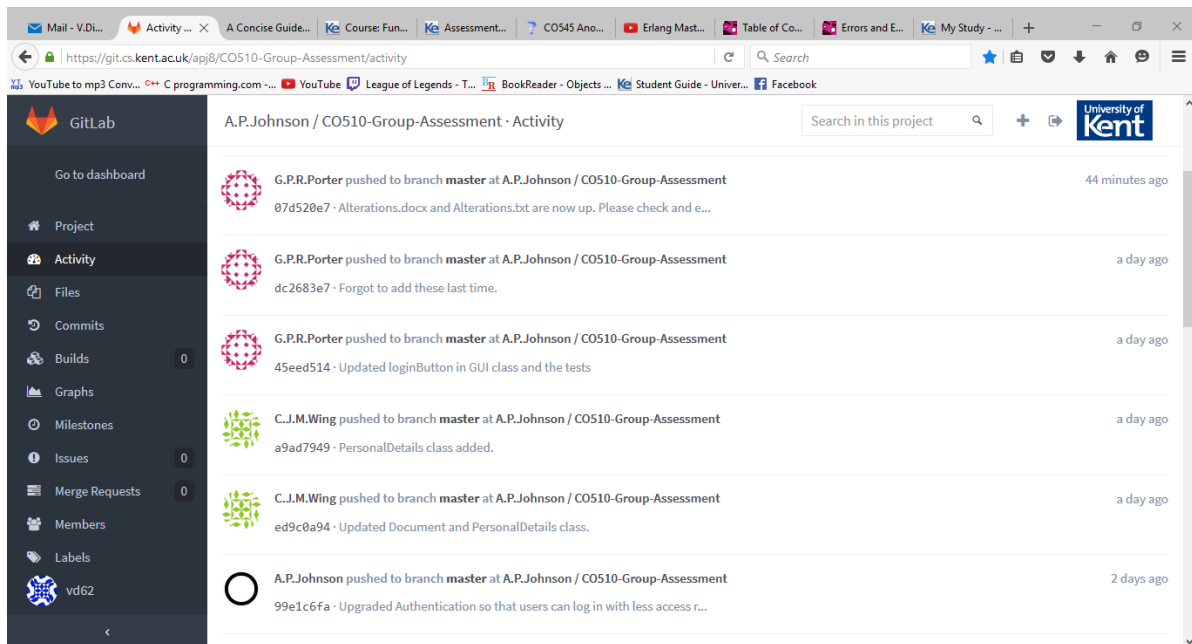 Mail - V.Di...
Activity ...
A Concise Guide...
Ke Course: Fun...
Ke Assessment...
? CO545 Ano...
Erlang Mast...
Table of Co...
Errors and E...
Ke My Study - ...
https://git.cs.kent.ac.uk/apj8/CO510-Group-Assessment/activity
Search
YouTube to mp3 Conv... C++ C programming.com -... YouTube League of Legends - T... BR BookReader - Objects ... Ke Student Guide - Univer... Facebook
GitLab
A.P.Johnson / CO510-Group-Assessment · Activity
Search in this project
University of
Kent
Go to dashboard
Project
Activity
Files
Commits
Builds 0
Graphs
Milestones
Issues 0
Merge Requests 0
Members
Labels
vd62
G.P.R.Porter pushed to branch master at A.P.Johnson / CO510-Group-Assessment 44 minutes ago
07d520e7 · Alterations.docx and Alterations.txt are now up. Please check and e...
G.P.R.Porter pushed to branch master at A.P.Johnson / CO510-Group-Assessment a day ago
dc2683e7 · Forgot to add these last time.
G.P.R.Porter pushed to branch master at A.P.Johnson / CO510-Group-Assessment a day ago
45eed514 · Updated loginButton in GUI class and the tests
C.J.M.Wing pushed to branch master at A.P.Johnson / CO510-Group-Assessment a day ago
a9ad7949 · PersonalDetails class added.
C.J.M.Wing pushed to branch master at A.P.Johnson / CO510-Group-Assessment a day ago
ed9c0a94 · Updated Document and PersonalDetails class.
A.P.Johnson pushed to branch master at A.P.Johnson / CO510-Group-Assessment 2 days ago
99e1c6fa · Upgraded Authentication so that users can log in with less access r...